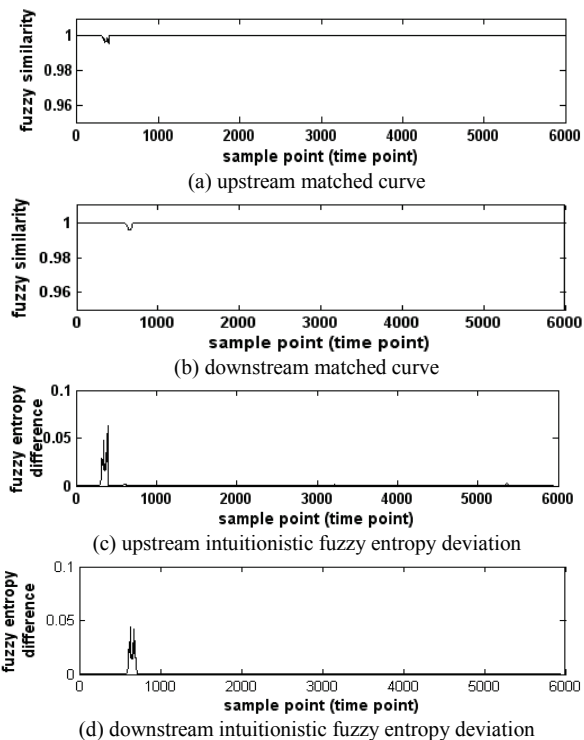 fuzzy similarity
1
0.98
0.96
0 1000 2000 3000 4000 5000 6000
sample point (time point)
(a) upstream matched curve
fuzzy similarity
1
0.98
0.96
0 1000 2000 3000 4000 5000 6000
sample point (time point)
(b) downstream matched curve
fuzzy entropy
difference
0.1
0.05
0
0 1000 2000 3000 4000 5000 6000
sample point (time point)
(c) upstream intuitionistic fuzzy entropy deviation
fuzzy entropy
difference
0.1
0.05
0
0 1000 2000 3000 4000 5000 6000
sample point (time point)
(d) downstream intuitionistic fuzzy entropy deviation